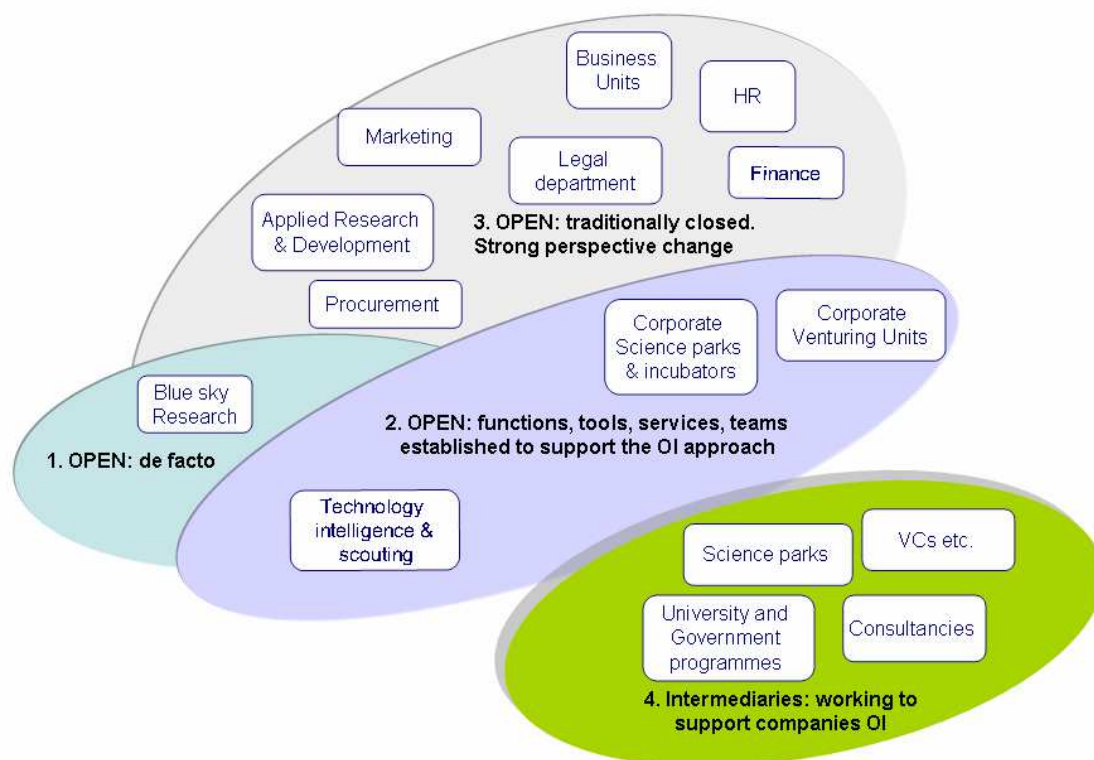 Business
Units
HR
Marketing
Legal
department
Finance
Applied Research
& Development
3. OPEN: traditionally closed.
Strong perspective change
Procurement
Corporate
Science parks
& incubators
Corporate
Venturing Units
Blue sky
Research
2. OPEN: functions, tools, services, teams
established to support the OI approach
1. OPEN: de facto
Technology
intelligence &
scouting
Science parks
VCs etc.
University and
Government
programmes
Consultancies
4. Intermediaries: working to
support companies OI